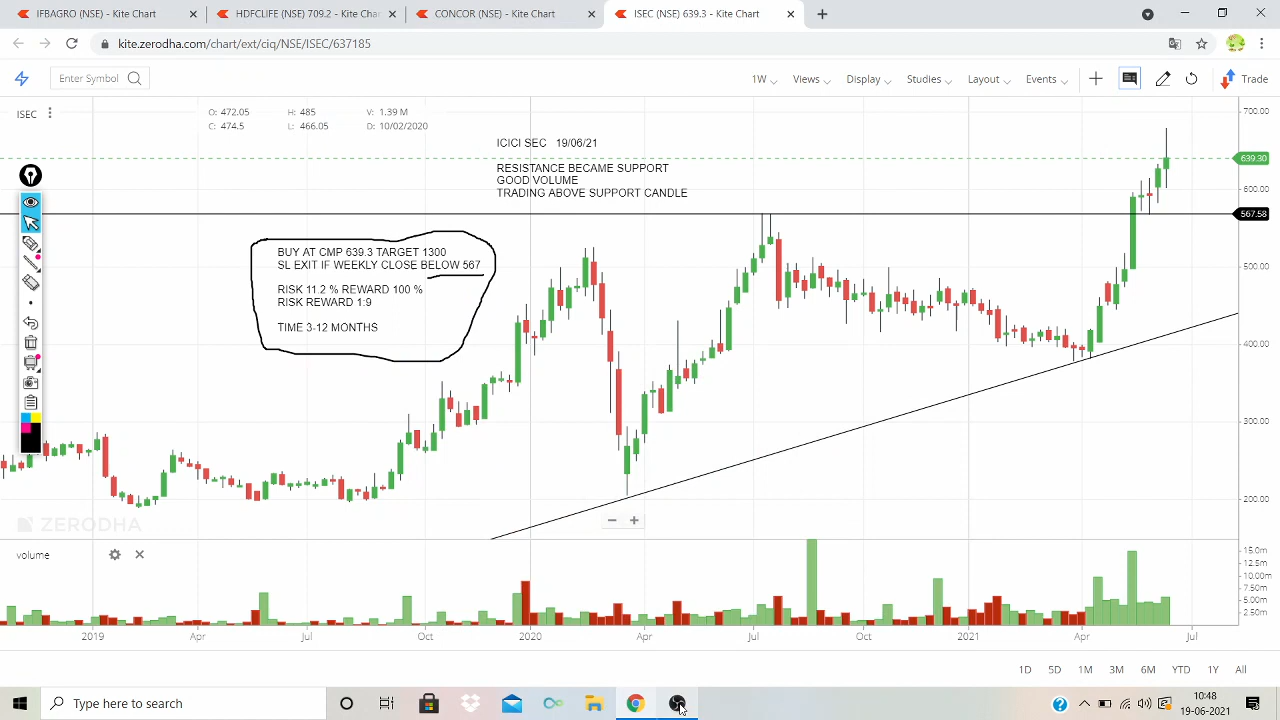 IFBAGRO (NSE) - Kite Chart
HDFCLIFE (NSE) 709.2 - Kite Char
CONCOR (NSE) - Kite Chart
ISEC (NSE) 639.3 - Kite Chart
kite.zerodha.com/chart/ext/ciq/NSE/ISEC/637185
Enter Symbol
1W Views Display Studies Layout Events Trade
ISEC
O: 472.05 H: 485 V: 1.39 M
C: 474.5 L: 466.05 D: 10/02/2020
ICICI SEC 19/06/21
RESISTANCE BECAME SUPPORT
GOOD VOLUME
TRADING ABOVE SUPPORT CANDLE
BUY AT CMP 639.3 TARGET 1300
SL EXIT IF WEEKLY CLOSE BELOW 567
RISK 11.2 % REWARD 100 %
RISK REWARD 1:9
TIME 3-12 MONTHS
700.00
639.30
600.00
567.58
500.00
400.00
300.00
200.00
ZERODHA
volume
15.0m
12.5m
10.00m
7.50m
5.00m
2.50m
2019 Apr Jul Oct 2020 Apr Jul Oct 2021 Apr Jul
1D 5D 1M 3M 6M YTD 1Y All
Type here to search
10:48
19-06-2021